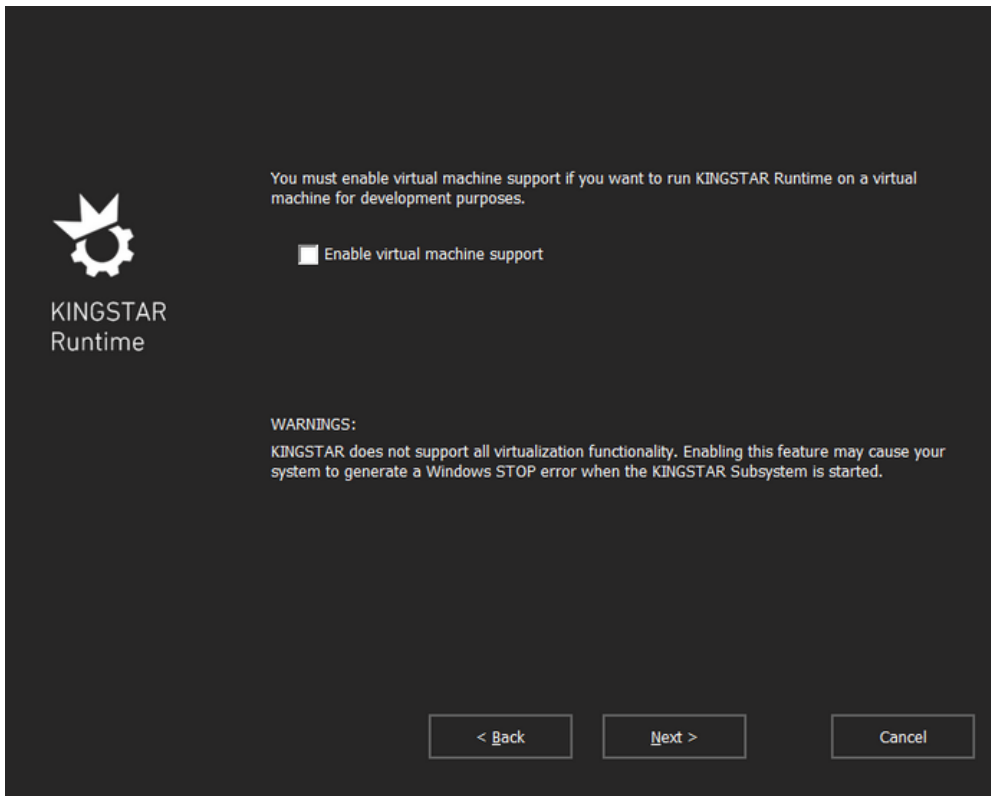 You must enable virtual machine support if you want to run KINGSTAR Runtime on a virtual
machine for development purposes.
Enable virtual machine support
KINGSTAR
Runtime
WARNINGS:
KINGSTAR does not support all virtualization functionality. Enabling this feature may cause your
system to generate a Windows STOP error when the KINGSTAR Subsystem is started.
< Back
Next >
Cancel